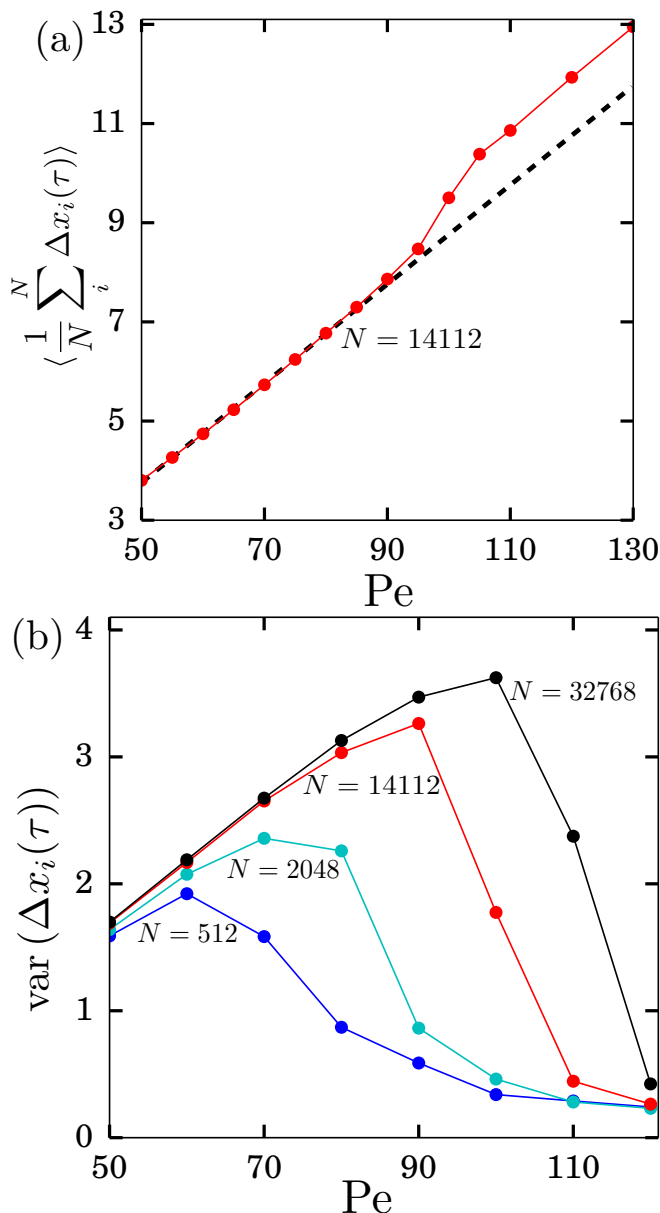 (a)
13
11
9
7
5
3
⟨ 1/N ∑_i^N Δx_i(τ)⟩
N = 14112
50 70 90 110 130
Pe
(b)
4
3
2
1
0
var (Δx_i(τ))
N = 32768
N = 14112
N = 2048
N = 512
50 70 90 110
Pe